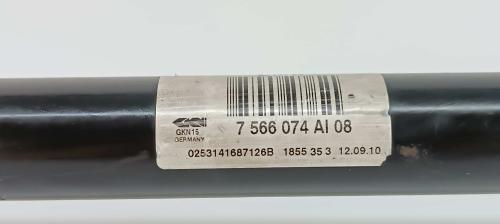 GKN
7 566 074 AI 08
GKN15
GERMANY
0253141687126B 1855 35 3 12.09.10